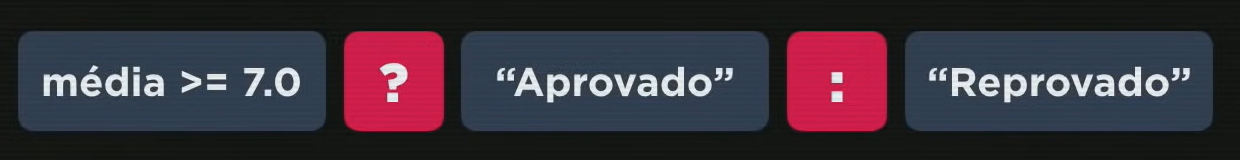 média >= 7.0 ? “Aprovado” : “Reprovado”